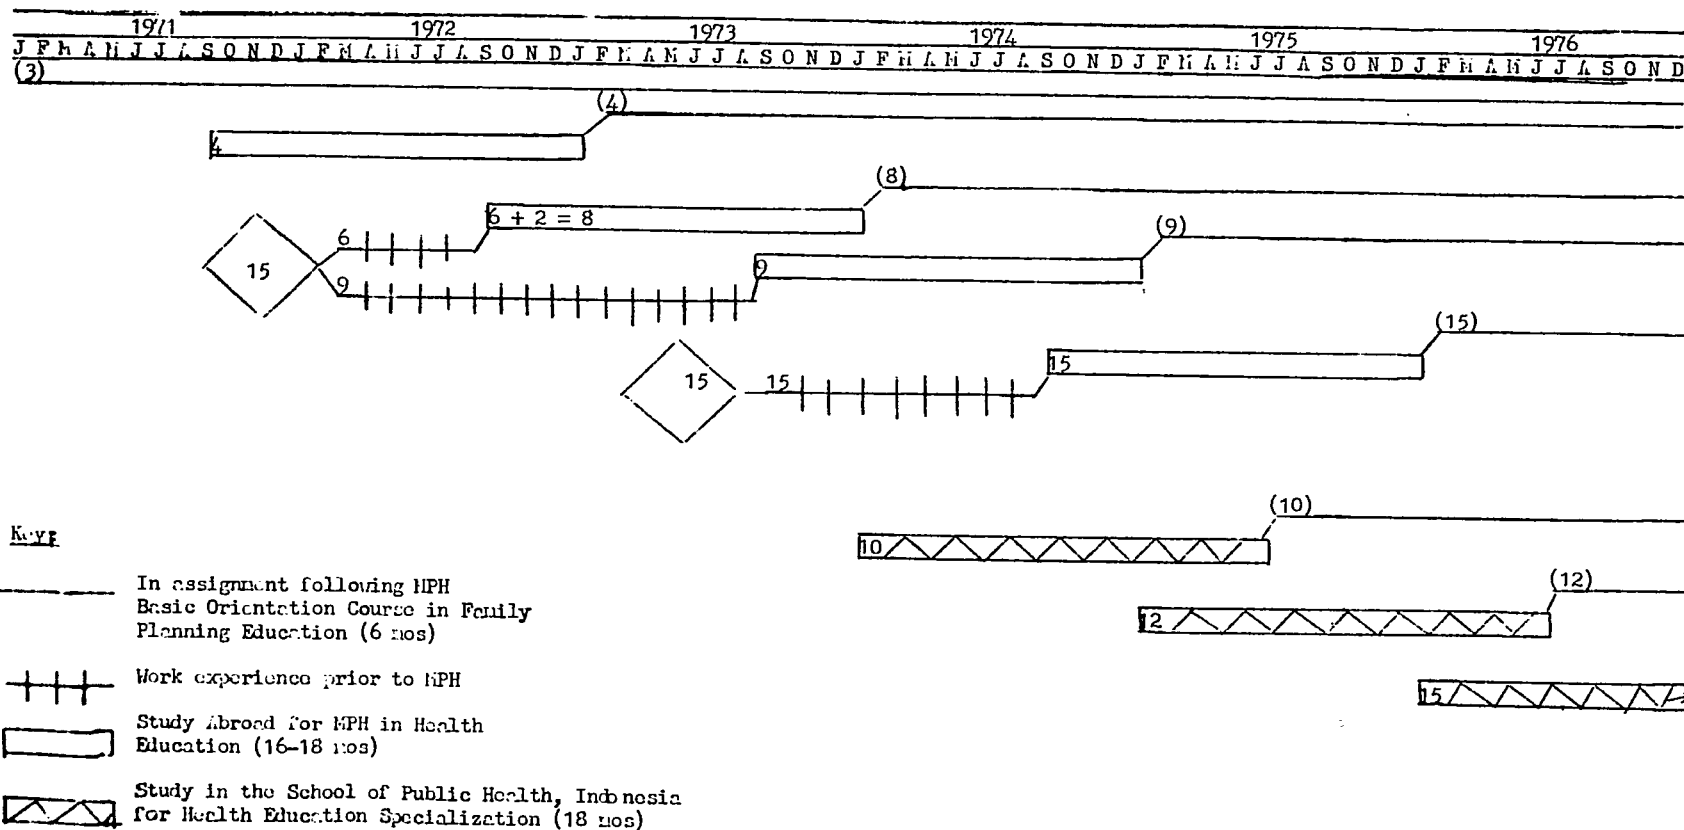 1971 1972 1973 1974 1975 1976
J F M A M J J A S O N D J F M A M J J A S O N D J F M A M J J A S O N D J F M A M J J A S O N D J F M A M J J A S O N D J F M A M J J A S O N D
(3)
(4)
4
(8)
6 + 2 = 8
6
(9)
15
9
9
(15)
15
15
15
(10)
10
Key:
In assignment following MPH
Basic Orientation Course in Family
Planning Education (6 mos)
(12)
12
Work experience prior to MPH
15
Study Abroad for MPH in Health
Education (16-18 mos)
Study in the School of Public Health, Indonesia
for Health Education Specialization (18 mos)